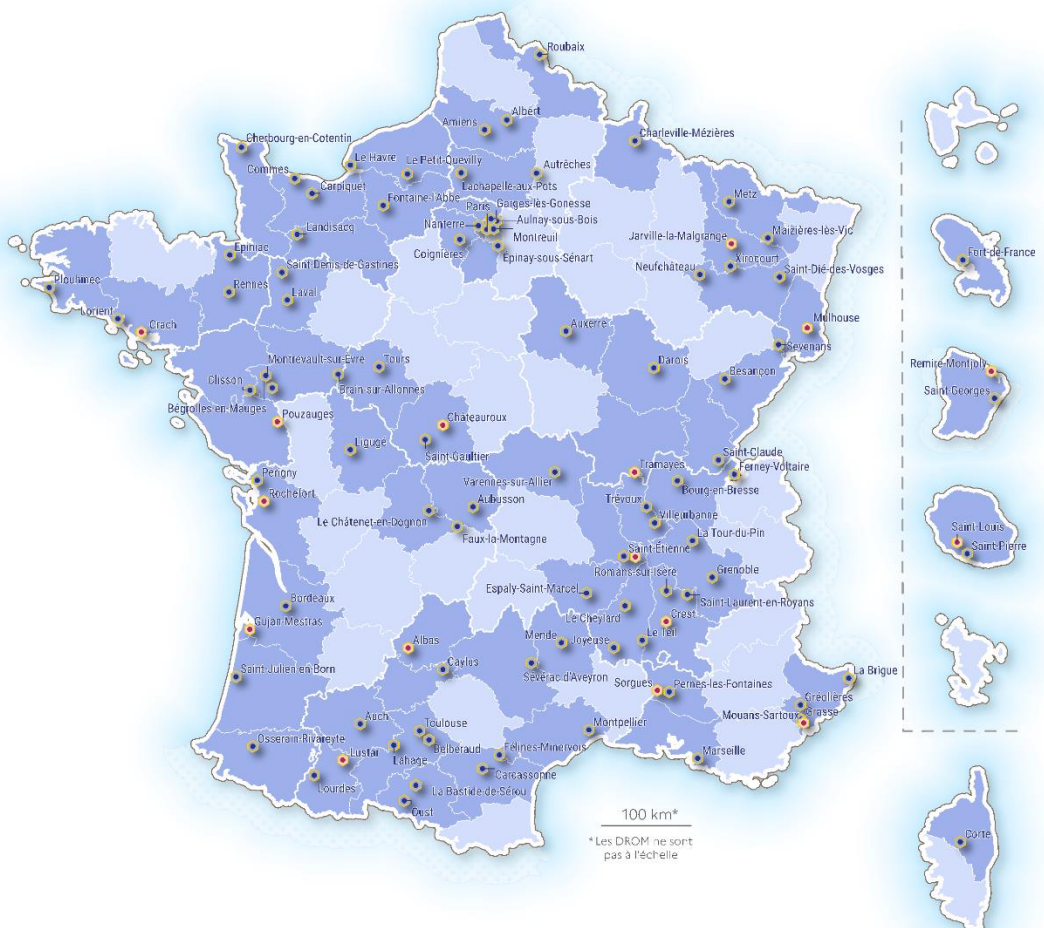 Roubaix
Albert
Amiens
Charleville-Mézières
Cherbourg-en-Cotentin
Le Havre
Le Petit-Quevilly
Autrêches
Commes
Carpiquet
Lachapelle-aux-Pots
Fontaine-l'Abbé
Paris
Gaiges-lès-Gonesse
Metz
Nanterre
Aulnay-sous-Bois
Landisacq
Montreuil
Jarville-la-Malgrange
Maizières-lès-Vic
Epiniac
Coignières
Épinay-sous-Sénart
Xirocourt
Saint-Denis-de-Gastines
Neufchâteau
Saint-Dié-des-Vosges
Plouhinec
Rennes
Laval
Lorient
Crach
Auxerre
Mulhouse
Sevenans
Montrevault-sur-Èvre
Tours
Darois
Besançon
Clisson
Brain-sur-Allonnes
Bégrolles-en-Mauges
Pouzauges
Châteauroux
Ligugé
Saint-Gaultier
Saint-Claude
Périgny
Varennes-sur-Allier
Tramayes
Ferney-Voltaire
Rochefort
Bourg-en-Bresse
Aubusson
Trévoux
Le Châtenet-en-Dognon
Villeurbanne
Faux-la-Montagne
La Tour-du-Pin
Saint-Étienne
Romans-sur-Isère
Grenoble
Espaly-Saint-Marcel
Saint-Laurent-en-Royans
Bordeaux
Le Cheylard
Crest
Gujan-Mestras
Albas
Mende
Joyeuse
Le Teil
Caylus
Sévérac d'Aveyron
Saint-Julien-en-Born
Sorgues
Pernes-les-Fontaines
La Brigue
Gréolières
Mouans-Sartoux
Grasse
Auch
Toulouse
Montpellier
Osserain-Rivareyte
Belbéraud
Félines-Minervois
Marseille
Lustar
Lahage
Carcassonne
Lourdes
La Bastide-de-Sérou
Oust
100 km*
*Les DROM ne sont
pas à l'échelle
Fort-de-France
Remire-Montjoly
Saint-Georges
Saint-Louis
Saint-Pierre
Corte